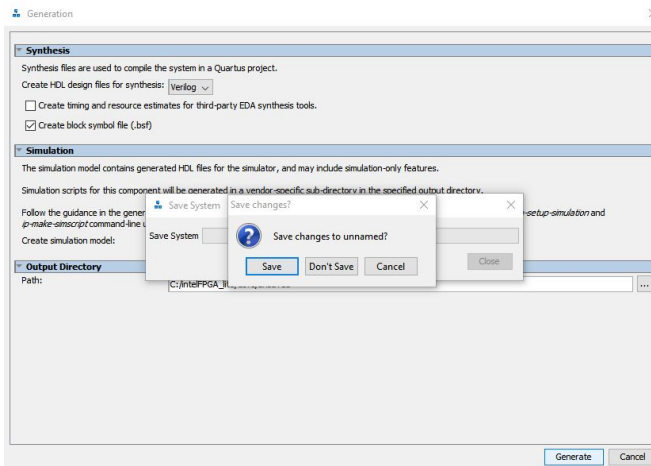 Generation
Synthesis
Synthesis files are used to compile the system in a Quartus project.
Create HDL design files for synthesis: Verilog
Create timing and resource estimates for third-party EDA synthesis tools.
Create block symbol file (.bsf)
Simulation
The simulation model contains generated HDL files for the simulator, and may include simulation-only features.
Simulation scripts for this component will be generated in a vendor-specific sub-directory in the specified output directory.
Follow the guidance in the gener -setup-simulation and
ip-make-simscript command-line
Create simulation model:
Save System
Save System
Save changes?
Save changes to unnamed?
Save Don't Save Cancel
Close
Output Directory
Path:
C:/intelFPGA_lite
...
Generate Cancel